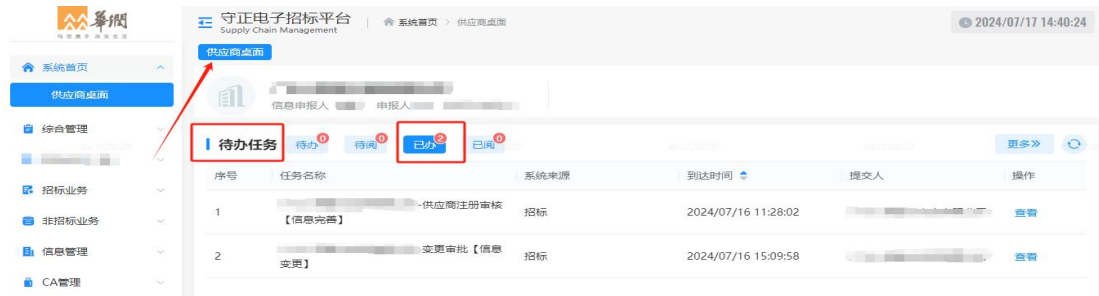 華潤
守正电子招标平台
Supply Chain Management
系统首页 > 供应商桌面
2024/07/17 14:40:24
供应商桌面
系统首页
供应商桌面
综合管理
招标业务
非招标业务
信息管理
CA管理
信息申报人
申报人
待办任务
待办 0
待阅 0
已办 2
已阅 0
更多》
序号 任务名称 系统来源 到达时间 提交人 操作
1 -供应商注册审核【信息完善】 招标 2024/07/16 11:28:02 查看
2 变更审批【信息变更】 招标 2024/07/16 15:09:58 查看